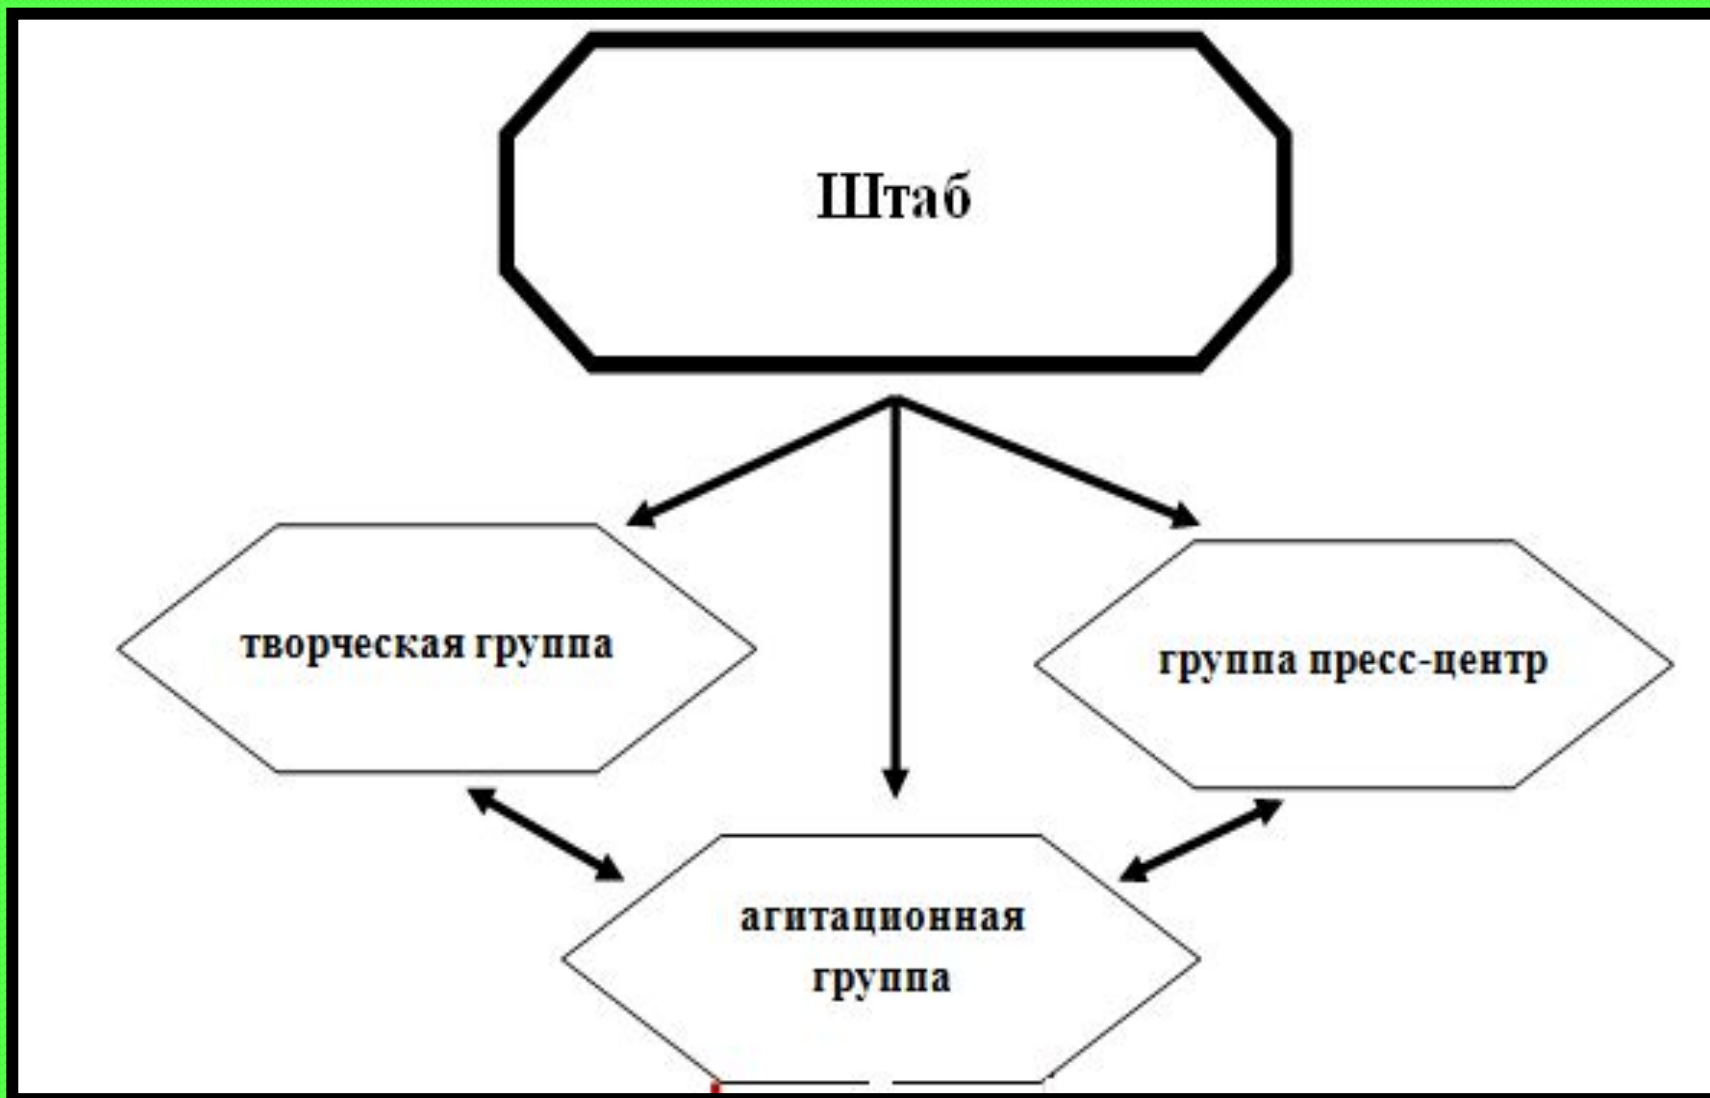 Штаб
творческая группа
группа пресс-центр
агитационная
группа